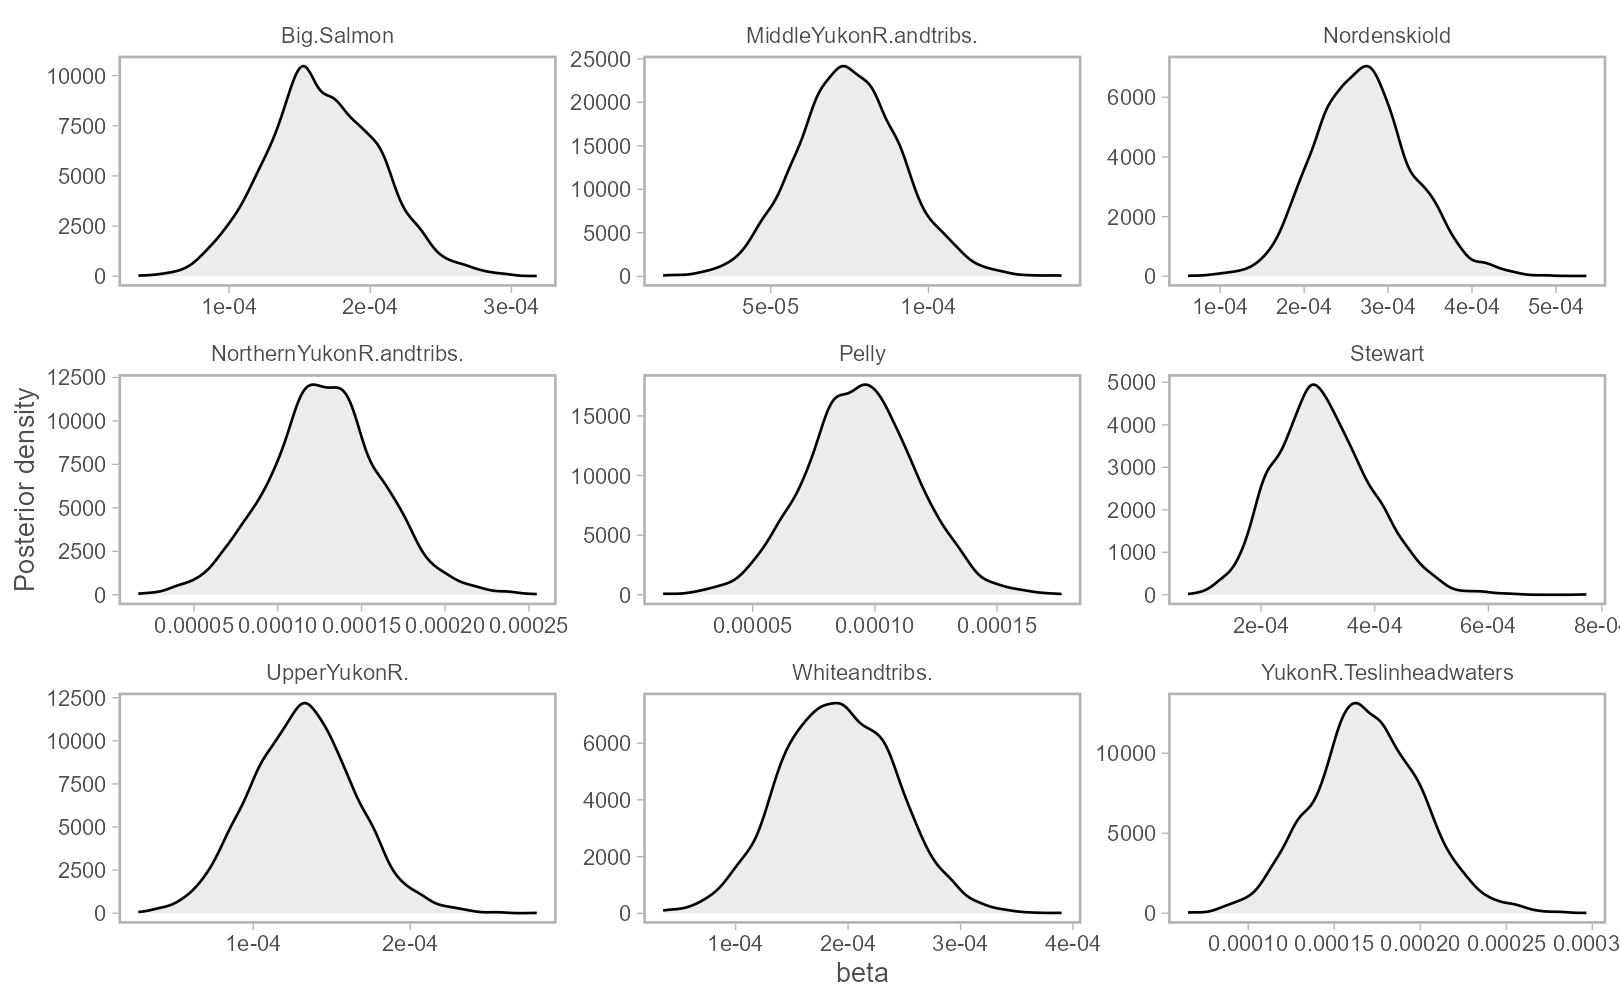 Big.Salmon MiddleYukonR.andtribs. Nordenskiold
10000 7500 5000 2500 0
25000 20000 15000 10000 5000 0
6000 4000 2000 0
1e-04 2e-04 3e-04
5e-05 1e-04
1e-04 2e-04 3e-04 4e-04 5e-04
NorthernYukonR.andtribs. Pelly Stewart
12500 10000 7500 5000 2500 0
15000 10000 5000 0
5000 4000 3000 2000 1000 0
0.00005 0.00010 0.00015 0.00020 0.00025
0.00005 0.00010 0.00015
2e-04 4e-04 6e-04 8e-0
Posterior density
UpperYukonR. Whiteandtribs. YukonR.Teslinheadwaters
12500 10000 7500 5000 2500 0
6000 4000 2000 0
10000 5000 0
1e-04 2e-04
1e-04 2e-04 3e-04 4e-04
0.00010 0.00015 0.00020 0.00025 0.0003
beta